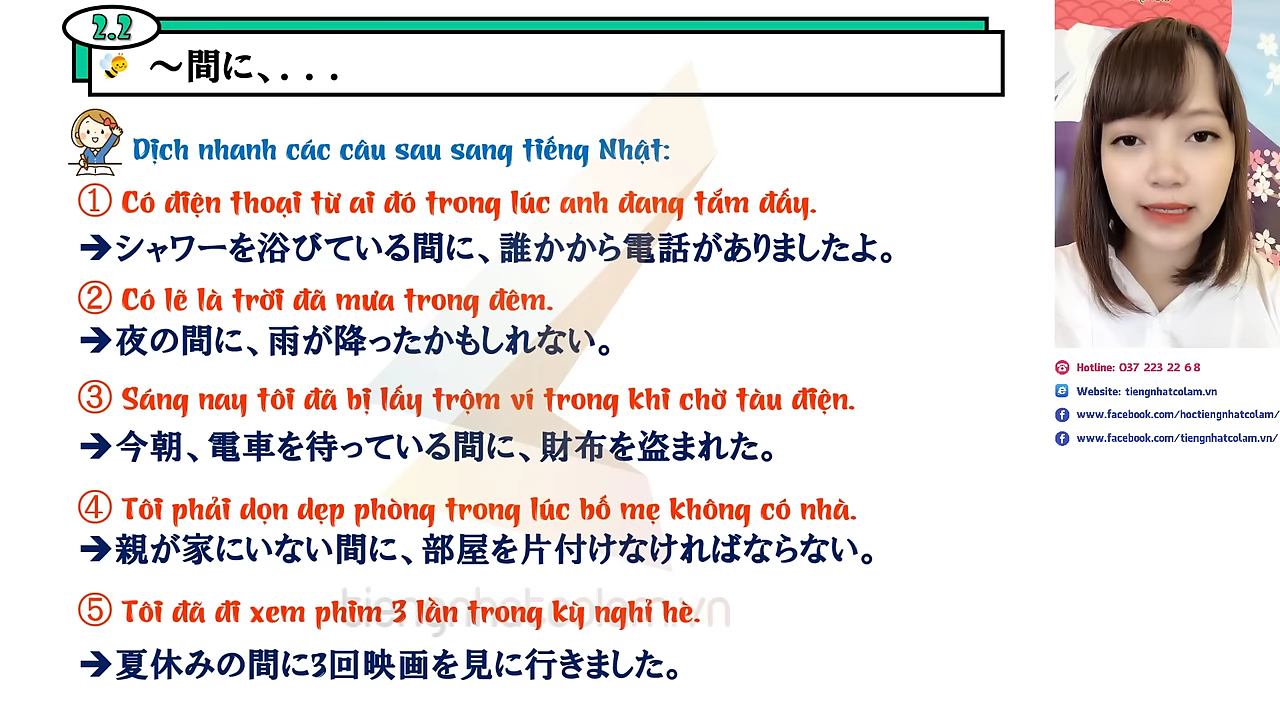 2.2
～間に、. . .
Dịch nhanh các câu sau sang tiếng Nhật:
① Có điện thoại từ ai đó trong lúc anh đang tắm đấy.
➔シャワーを浴びている間に、誰かから電話がありましたよ。
② Có lẽ là trời đã mưa trong đêm.
➔夜の間に、雨が降ったかもしれない。
③ Sáng nay tôi đã bị lấy trộm ví trong khi chờ tàu điện.
➔今朝、電車を待っている間に、財布を盗まれた。
④ Tôi phải dọn dẹp phòng trong lúc bố mẹ không có nhà.
➔親が家にいない間に、部屋を片付けなければならない。
⑤ Tôi đã đi xem phim 3 lần trong kỳ nghỉ hè.
➔夏休みの間に3回映画を見に行きました。
tiengnhatcolam.vn
Hotline: 037 223 22 68
Website: tiengnhatcolam.vn
www.facebook.com/hoctiengnhatcolam/
www.facebook.com/tiengnhatcolam.vn/